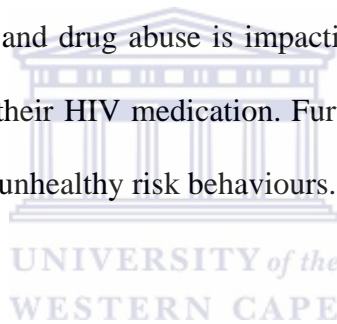 and drug abuse is impacti
their HIV medication. Fur
unhealthy risk behaviours.
UNIVERSITY of the
WESTERN CAPE